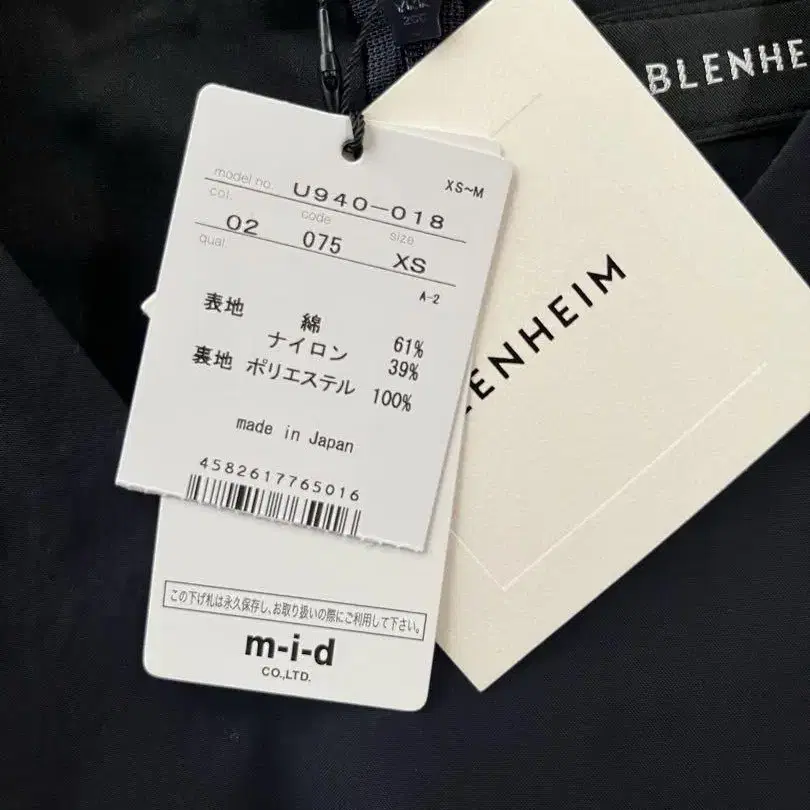 BLENHE
XS~M
model no. U940-018
col. code size
02 075 XS
qual.
A-2
表地 綿 61%
ナイロン 39%
裏地 ポリエステル 100%
made in Japan
4582617765016
この下げ札は永久保存し、お取り扱いの際にご利用して下さい。
m-i-d
CO.,LTD.
LENHEIM